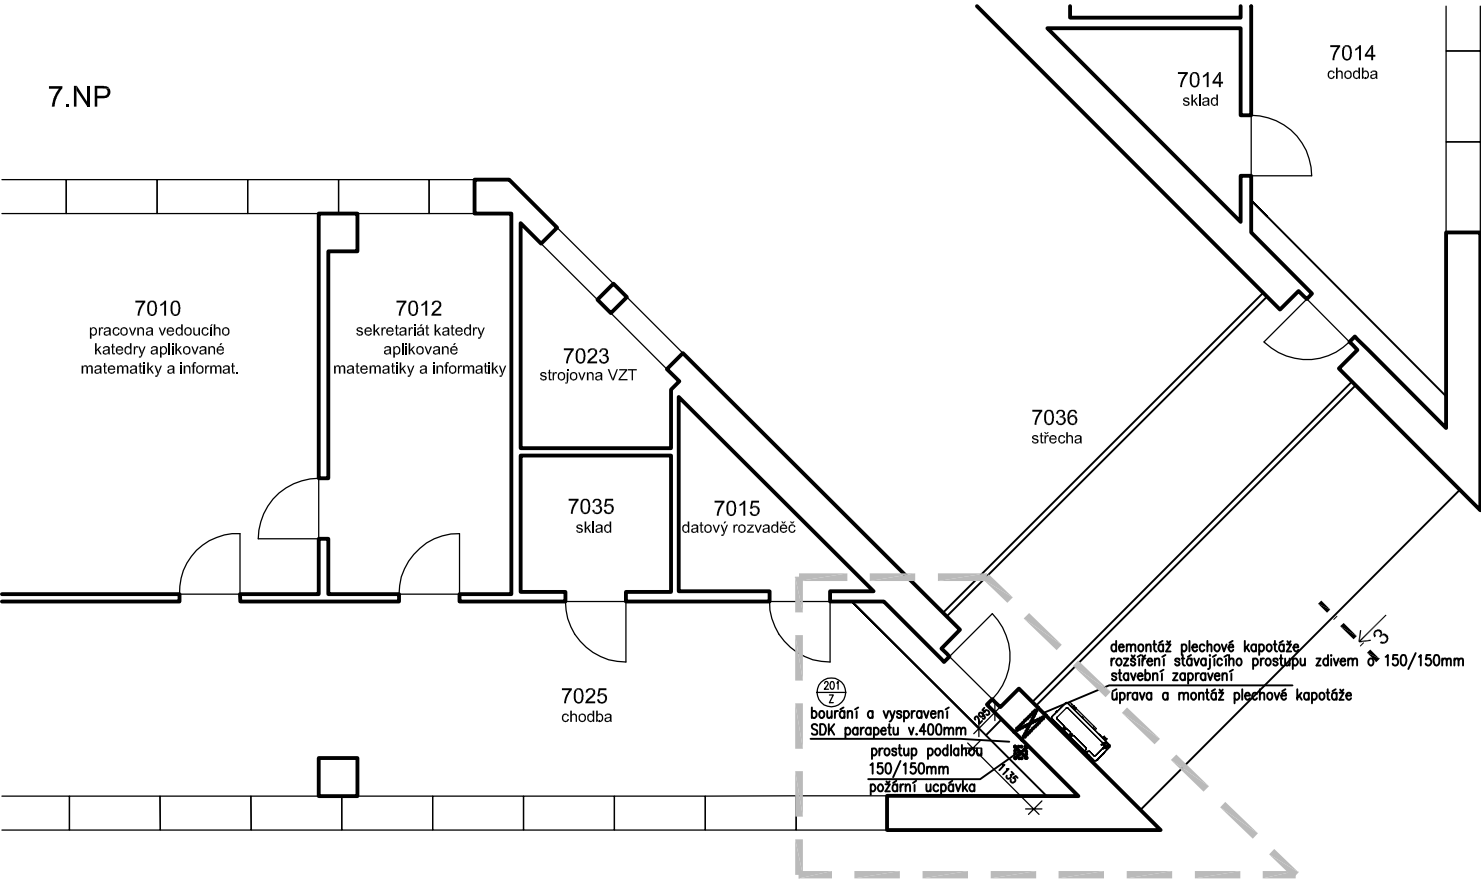 7.NP
7014
chodba
7014
sklad
7010
pracovna vedoucího
katedry aplikované
matematiky a informat.
7012
sekretariát katedry
aplikované
matematiky a informatiky
7023
strojovna VZT
7036
střecha
7035
sklad
7015
datový rozvaděč
7025
chodba
3
demontáž plechové kapotáže
rozšíření stávajícího prostupu zdivem o 150/150mm
stavební zapravení
úprava a montáž plechové kapotáže
201
Z
bourání a vyspravení
SDK parapetu v.400mm
295
prostup podlahou
150/150mm
požární ucpávka
1135